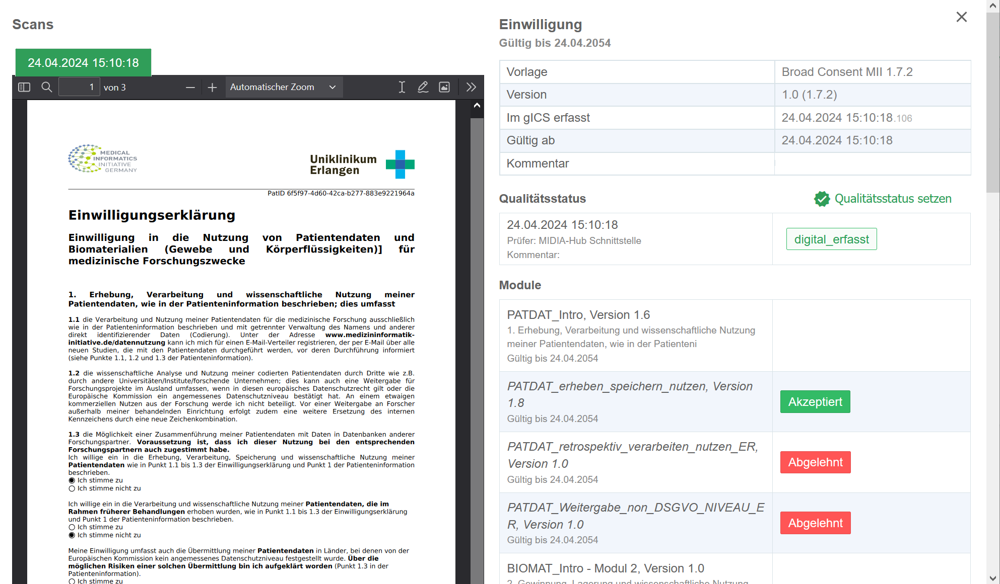 Scans
24.04.2024 15:10:18
1 von 3
Automatischer Zoom
MEDICAL
INFORMATICS
INITIATIVE
GERMANY
Uniklinikum
Erlangen
PatID 6f5f97-4d60-42ca-b277-883e9221964a
Einwilligungserklärung
Einwilligung in die Nutzung von Patientendaten und
Biomaterialien (Gewebe und Körperflüssigkeiten)] für
medizinische Forschungszwecke
1. Erhebung, Verarbeitung und wissenschaftliche Nutzung meiner
Patientendaten, wie in der Patienteninformation beschrieben; dies umfasst
1.1 die Verarbeitung und Nutzung meiner Patientendaten für die medizinische Forschung ausschließlich
wie in der Patienteninformation beschrieben und mit getrennter Verwaltung des Namens und anderer
direkt identifizierender Daten (Codierung). Unter der Adresse www.medizininformatik-
initiative.de/datennutzung kann ich mich für einen E-Mail-Verteiler registrieren, der per E-Mail über alle
neuen Studien, die mit den Patientendaten durchgeführt werden, vor deren Durchführung informiert
(siehe Punkte 1.1, 1.2 und 1.3 der Patienteninformation).
1.2 die wissenschaftliche Analyse und Nutzung meiner codierten Patientendaten durch Dritte wie z.B.
durch andere Universitäten/Institute/forschende Unternehmen; dies kann auch eine Weitergabe für
Forschungsprojekte im Ausland umfassen, wenn in diesen europäisches Datenschutzrecht gilt oder die
Europäische Kommission ein angemessenes Datenschutzniveau bestätigt hat. An einem etwaigen
kommerziellen Nutzen aus der Forschung werde ich nicht beteiligt. Vor einer Weitergabe an Forscher
außerhalb meiner behandelnden Einrichtung erfolgt zudem eine weitere Ersetzung des internen
Kennzeichens durch eine neue Zeichenkombination.
1.3 die Möglichkeit einer Zusammenführung meiner Patientendaten mit Daten in Datenbanken anderer
Forschungspartner. Voraussetzung ist, dass ich dieser Nutzung bei den entsprechenden
Forschungspartnern auch zugestimmt habe.
Ich willige ein in die Erhebung, Verarbeitung, Speicherung und wissenschaftliche Nutzung meiner
Patientendaten wie in Punkt 1.1 bis 1.3 der Einwilligungserklärung und Punkt 1 der Patienteninformation
beschrieben.
Ich stimme zu
Ich stimme nicht zu
Ich willige ein in die Verarbeitung und wissenschaftliche Nutzung meiner Patientendaten, die im
Rahmen früherer Behandlungen erhoben wurden, wie in Punkt 1.1 bis 1.3 der Einwilligungserklärung
und Punkt 1 der Patienteninformation beschrieben.
Ich stimme zu
Ich stimme nicht zu
Meine Einwilligung umfasst auch die Übermittlung meiner Patientendaten in Länder, bei denen von der
Europäischen Kommission kein angemessenes Datenschutzniveau festgestellt wurde. Über die
möglichen Risiken einer solchen Übermittlung bin ich aufgeklärt worden (Punkt 1.3 in der
Patienteninformation).
Ich stimme zu
Einwilligung
Gültig bis 24.04.2054
Vorlage Broad Consent MII 1.7.2
Version 1.0 (1.7.2)
Im gICS erfasst 24.04.2024 15:10:18.106
Gültig ab 24.04.2024 15:10:18
Kommentar
Qualitätsstatus Qualitätsstatus setzen
24.04.2024 15:10:18
Prüfer: MIDIA-Hub Schnittstelle
Kommentar:
digital_erfasst
Module
PATDAT_Intro, Version 1.6
1. Erhebung, Verarbeitung und wissenschaftliche Nutzung
meiner Patientendaten, wie in der Patienteni
Gültig bis 24.04.2054
PATDAT_erheben_speichern_nutzen, Version
1.8
Gültig bis 24.04.2054
Akzeptiert
PATDAT_retrospektiv_verarbeiten_nutzen_ER,
Version 1.0
Gültig bis 24.04.2054
Abgelehnt
PATDAT_Weitergabe_non_DSGVO_NIVEAU_E
R, Version 1.0
Gültig bis 24.04.2054
Abgelehnt
BIOMAT_Intro - Modul 2, Version 1.0
2. Gewinnung, Lagerung und wissenschaftliche Nutzung